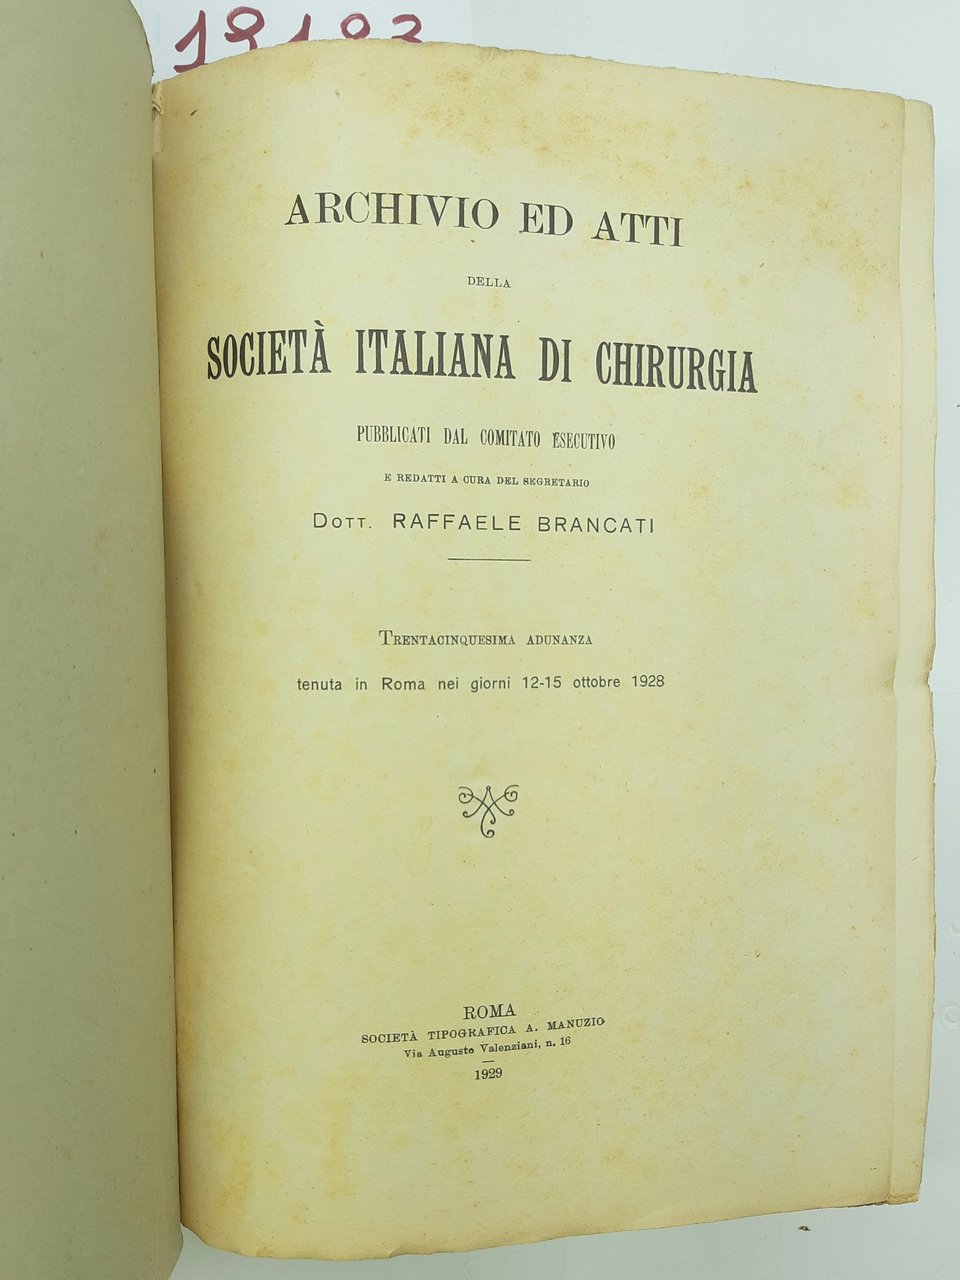 ARCHIVIO ED ATTI
DELLA
SOCIETÀ ITALIANA DI CHIRURGIA
PUBBLICATI DAL COMITATO ESECUTIVO
E REDATTI A CURA DEL SEGRETARIO
DOTT. RAFFAELE BRANCATI
TRENTACINQUESIMA ADUNANZA
tenuta in Roma nei giorni 12-15 ottobre 1928
ROMA
SOCIETÀ TIPOGRAFICA A. MANUZIO
Via Augusto Valenziani, n. 16
1929